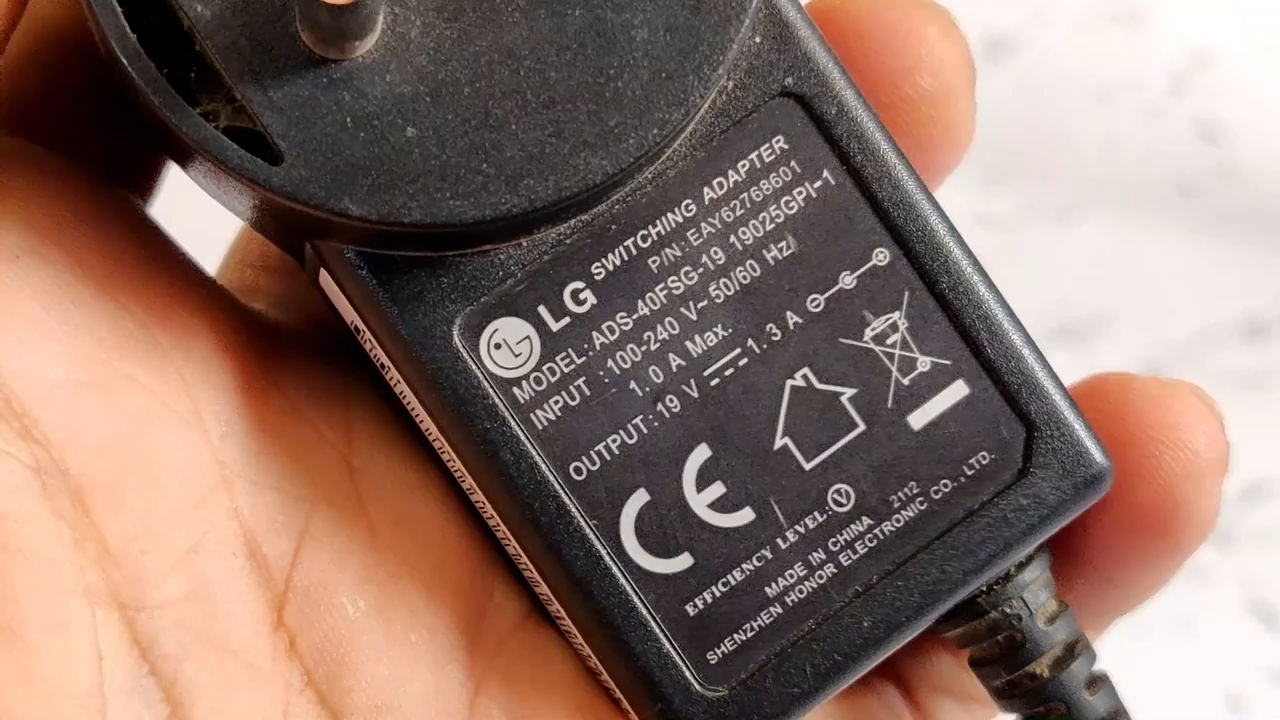 LG SWITCHING ADAPTER
P/N: EAY62768601
MODEL: ADS-40FSG-19 19025GPI-1
INPUT :100-240 V~ 50/60 Hz
1.0 A Max.
OUTPUT: 19 V 1.3 A
CE
EFFICIENCY LEVEL: V
MADE IN CHINA 2112
SHENZHEN HONOR ELECTRONIC CO.,LTD.